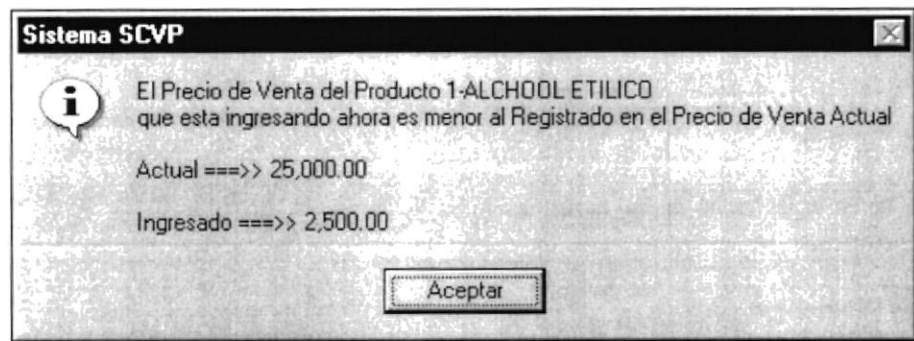 Sistema SCVP
El Precio de Venta del Producto 1-ALCHOOL ETILICO
que esta ingresando ahora es menor al Registrado en el Precio de Venta Actual
Actual ===>> 25,000.00
Ingresado ===>> 2,500.00
Aceptar